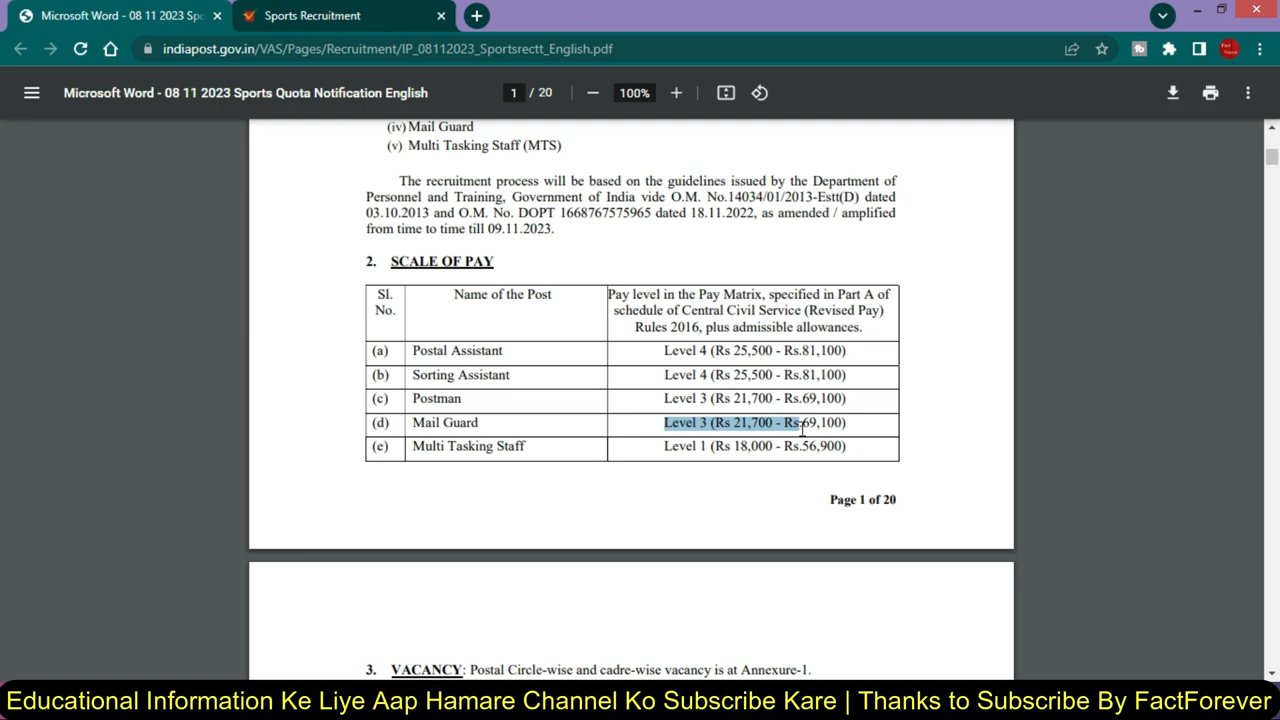 Microsoft Word - 08 11 2023 Spo
Sports Recruitment
indiapost.gov.in/VAS/Pages/Recruitment/IP_08112023_Sportsrectt_English.pdf
Microsoft Word - 08 11 2023 Sports Quota Notification English
1 / 20
100%
(iv) Mail Guard
(v) Multi Tasking Staff (MTS)
The recruitment process will be based on the guidelines issued by the Department of
Personnel and Training, Government of India vide O.M. No.14034/01/2013-Estt(D) dated
03.10.2013 and O.M. No. DOPT 1668767575965 dated 18.11.2022, as amended / amplified
from time to time till 09.11.2023.
2. SCALE OF PAY
Sl. No. Name of the Post Pay level in the Pay Matrix, specified in Part A of
schedule of Central Civil Service (Revised Pay)
Rules 2016, plus admissible allowances.
(a) Postal Assistant Level 4 (Rs 25,500 - Rs.81,100)
(b) Sorting Assistant Level 4 (Rs 25,500 - Rs.81,100)
(c) Postman Level 3 (Rs 21,700 - Rs.69,100)
(d) Mail Guard Level 3 (Rs 21,700 - Rs.69,100)
(e) Multi Tasking Staff Level 1 (Rs 18,000 - Rs.56,900)
Page 1 of 20
3. VACANCY: Postal Circle-wise and cadre-wise vacancy is at Annexure-1.
Educational Information Ke Liye Aap Hamare Channel Ko Subscribe Kare | Thanks to Subscribe By FactForever